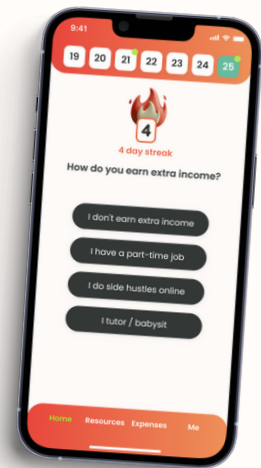 9:41
19 20 21 22 23 24 25
4
4 day streak
How do you earn extra income?
I don't earn extra income
I have a part-time job
I do side hustles online
I tutor / babysit
Home Resources Expenses Me